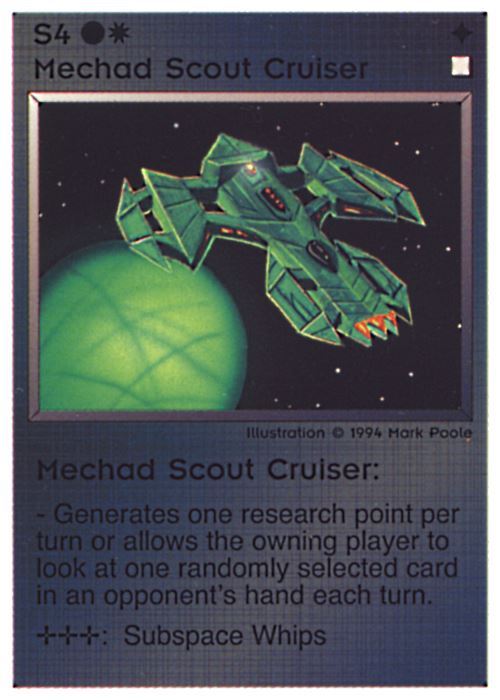 S4
Mechad Scout Cruiser
Illustration © 1994 Mark Poole
Mechad Scout Cruiser:
- Generates one research point per
turn or allows the owning player to
look at one randomly selected card
in an opponent's hand each turn.
: Subspace Whips